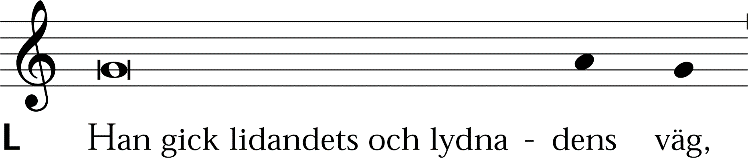 L Han gick lidandets och lydna - dens väg,